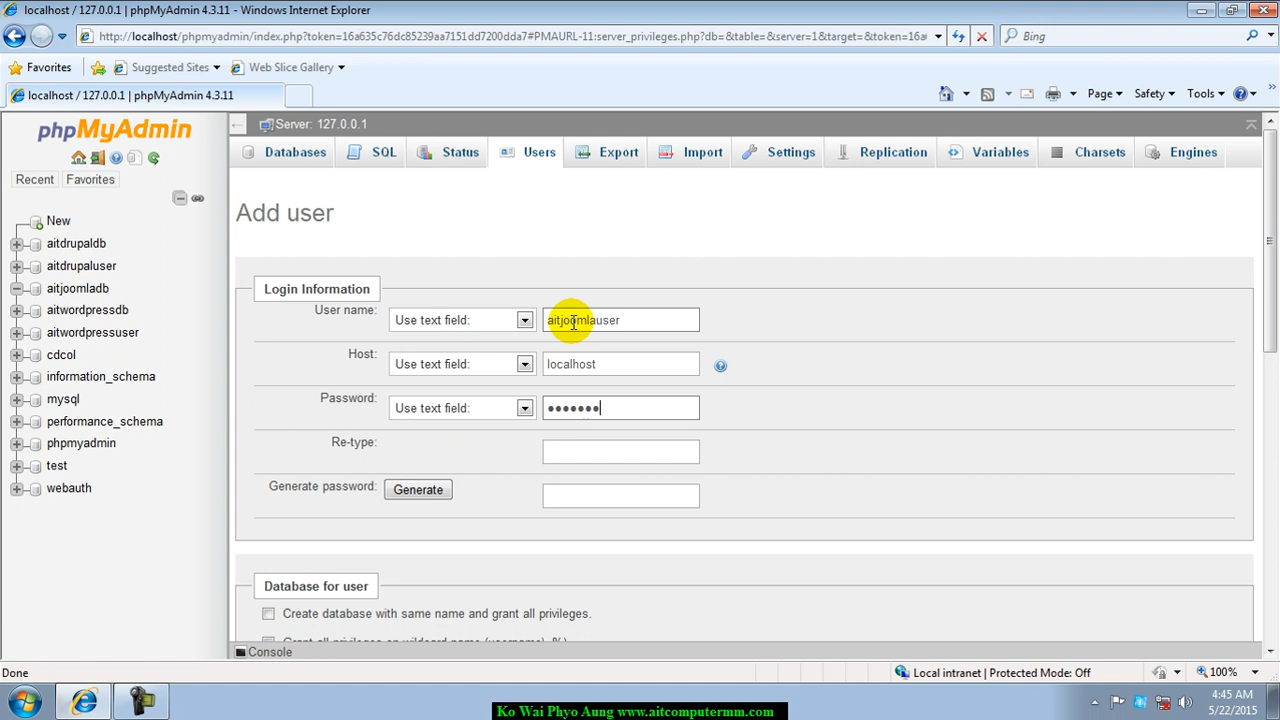 localhost / 127.0.0.1 | phpMyAdmin 4.3.11 - Windows Internet Explorer
http://localhost/phpmyadmin/index.php?token=16a635c76dc85239aa7151dd7200dda7#PMAURL-11:server_privileges.php?db=&table=&server=1&target=&token=16a
Bing
Favorites Suggested Sites Web Slice Gallery
localhost / 127.0.0.1 | phpMyAdmin 4.3.11
Page Safety Tools
phpMyAdmin
Server: 127.0.0.1
Databases SQL Status Users Export Import Settings Replication Variables Charsets Engines
Recent Favorites
New
aitdrupaldb
aitdrupaluser
aitjoomladb
aitwordpressdb
aitwordpressuser
cdcol
information_schema
mysql
performance_schema
phpmyadmin
test
webauth
Add user
Login Information
User name: Use text field: aitjoomlauser
Host: Use text field: localhost
Password: Use text field: ●●●●●●●
Re-type:
Generate password: Generate
Database for user
Create database with same name and grant all privileges.
Grant all privileges on wildcard name (username\_%).
Console
Done
Local intranet | Protected Mode: Off
100%
4:45 AM
5/22/2015
Ko Wai Phyo Aung www.aitcomputermm.com